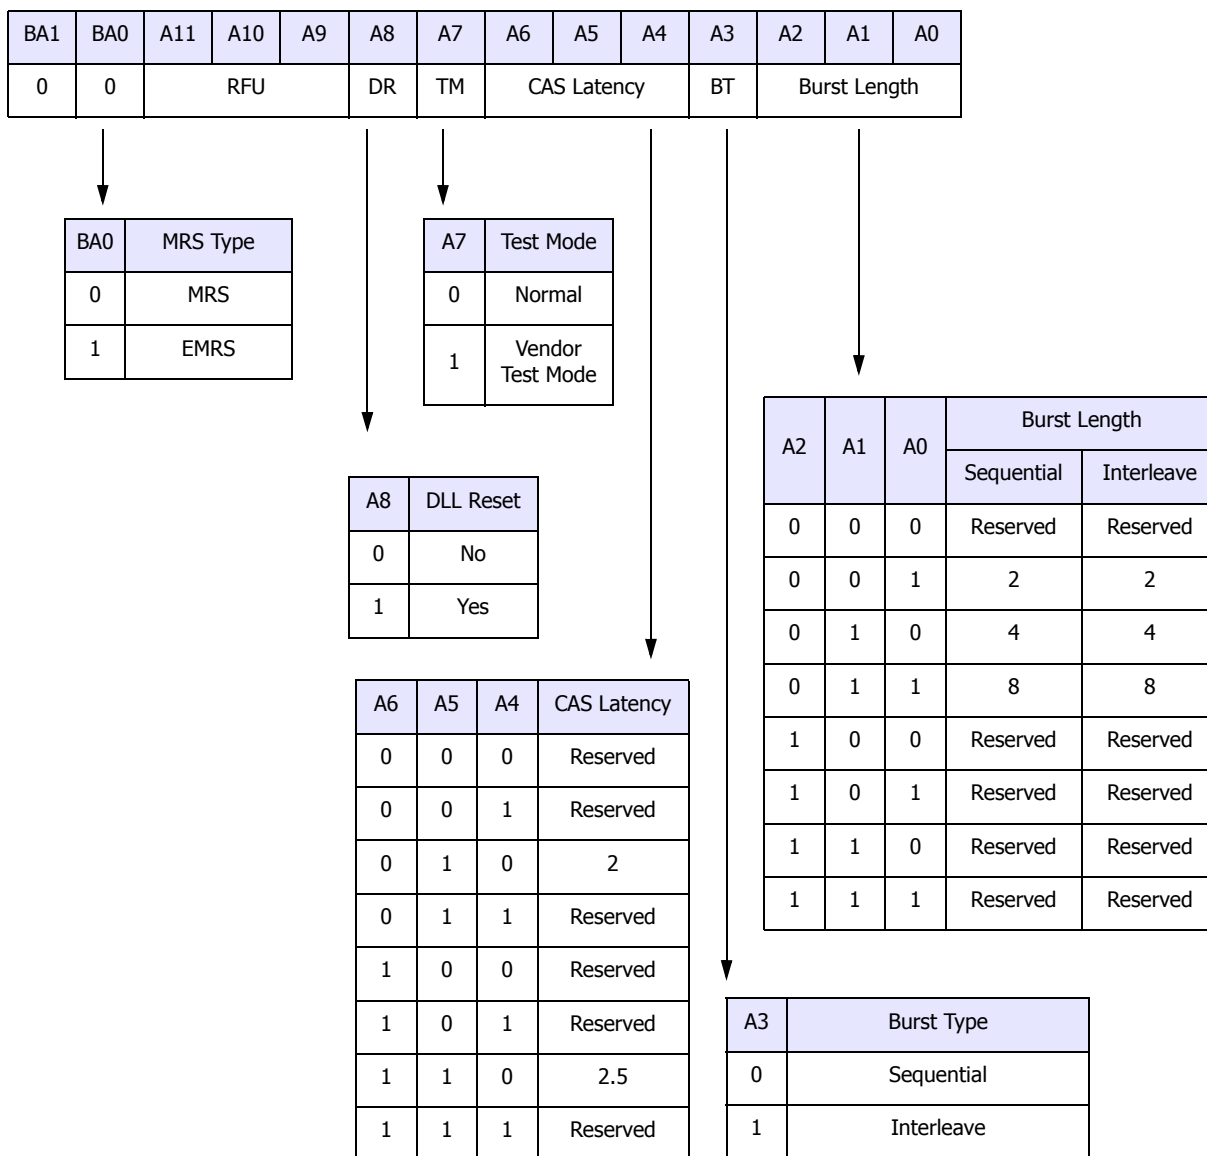 BA1 BA0 A11 A10 A9 A8 A7 A6 A5 A4 A3 A2 A1 A0
0 0 RFU DR TM CAS Latency BT Burst Length
BA0 MRS Type
0 MRS
1 EMRS
A7 Test Mode
0 Normal
1 Vendor
Test Mode
A8 DLL Reset
0 No
1 Yes
A2 A1 A0 Burst Length
Sequential Interleave
0 0 0 Reserved Reserved
0 0 1 2 2
0 1 0 4 4
0 1 1 8 8
1 0 0 Reserved Reserved
1 0 1 Reserved Reserved
1 1 0 Reserved Reserved
1 1 1 Reserved Reserved
A6 A5 A4 CAS Latency
0 0 0 Reserved
0 0 1 Reserved
0 1 0 2
0 1 1 Reserved
1 0 0 Reserved
1 0 1 Reserved
1 1 0 2.5
1 1 1 Reserved
A3 Burst Type
0 Sequential
1 Interleave